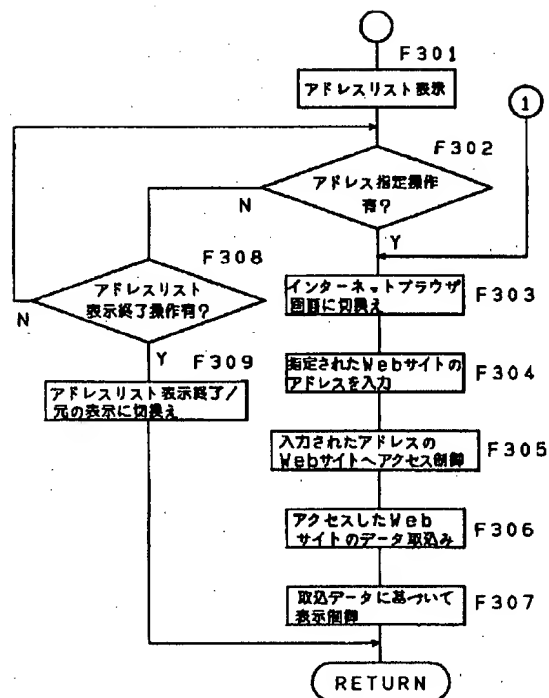 F301
アドレスリスト表示
1
F302
アドレス指定操作
有?
N
Y
F308
アドレスリスト
表示終了操作有?
N
Y
F303
インターネットブラウザ
画面に切換え
F309
アドレスリスト表示終了/
元の表示に切換え
指定されたWebサイトの
アドレスを入力
F304
入力されたアドレスの
Webサイトへアクセス制御
F305
アクセスしたWeb
サイトのデータ取込み
F306
取込データに基づいて
表示制御
F307
RETURN